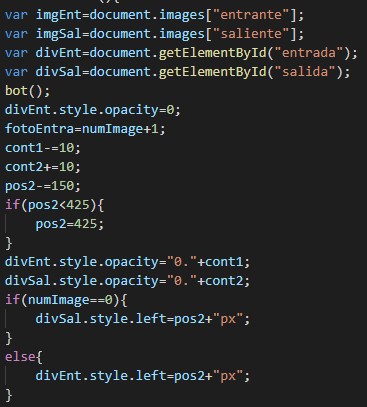 var imgEnt=document.images["entrante"];
var imgSal=document.images["saliente"];
var divEnt=document.getElementById("entrada");
var divSal=document.getElementById("salida");
bot();
divEnt.style.opacity=0;
fotoEntra=numImage+1;
cont1-=10;
cont2+=10;
pos2-=150;
if(pos2<425){
    pos2=425;
}
divEnt.style.opacity="0."+cont1;
divSal.style.opacity="0."+cont2;
if(numImage==0){
    divSal.style.left=pos2+"px";
}
else{
    divEnt.style.left=pos2+"px";
}